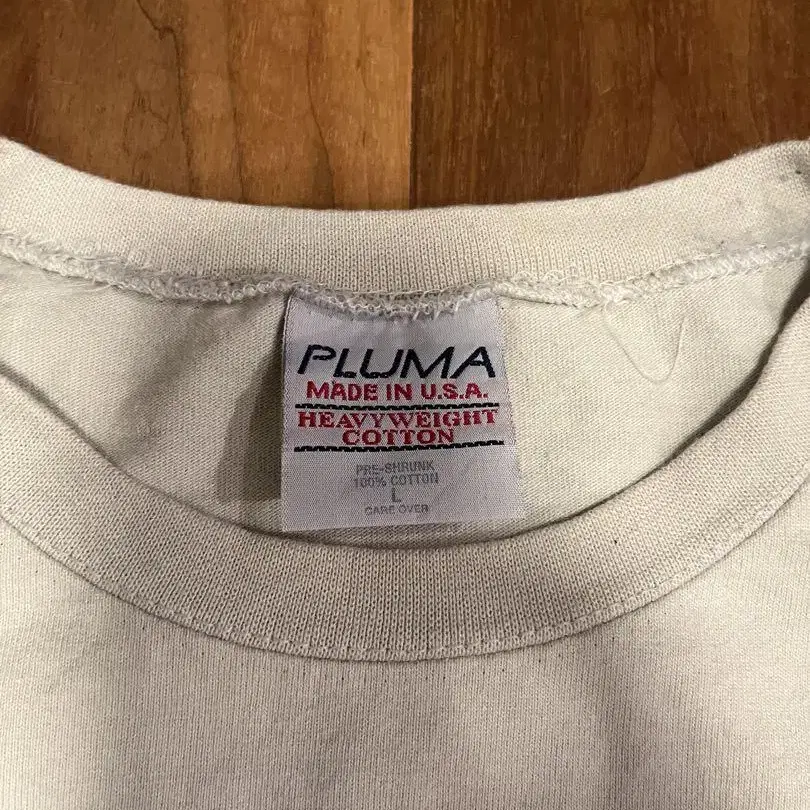 PLUMA
MADE IN U.S.A.
HEAVYWEIGHT
COTTON
PRE-SHRUNK
100% COTTON
L
CARE OVER